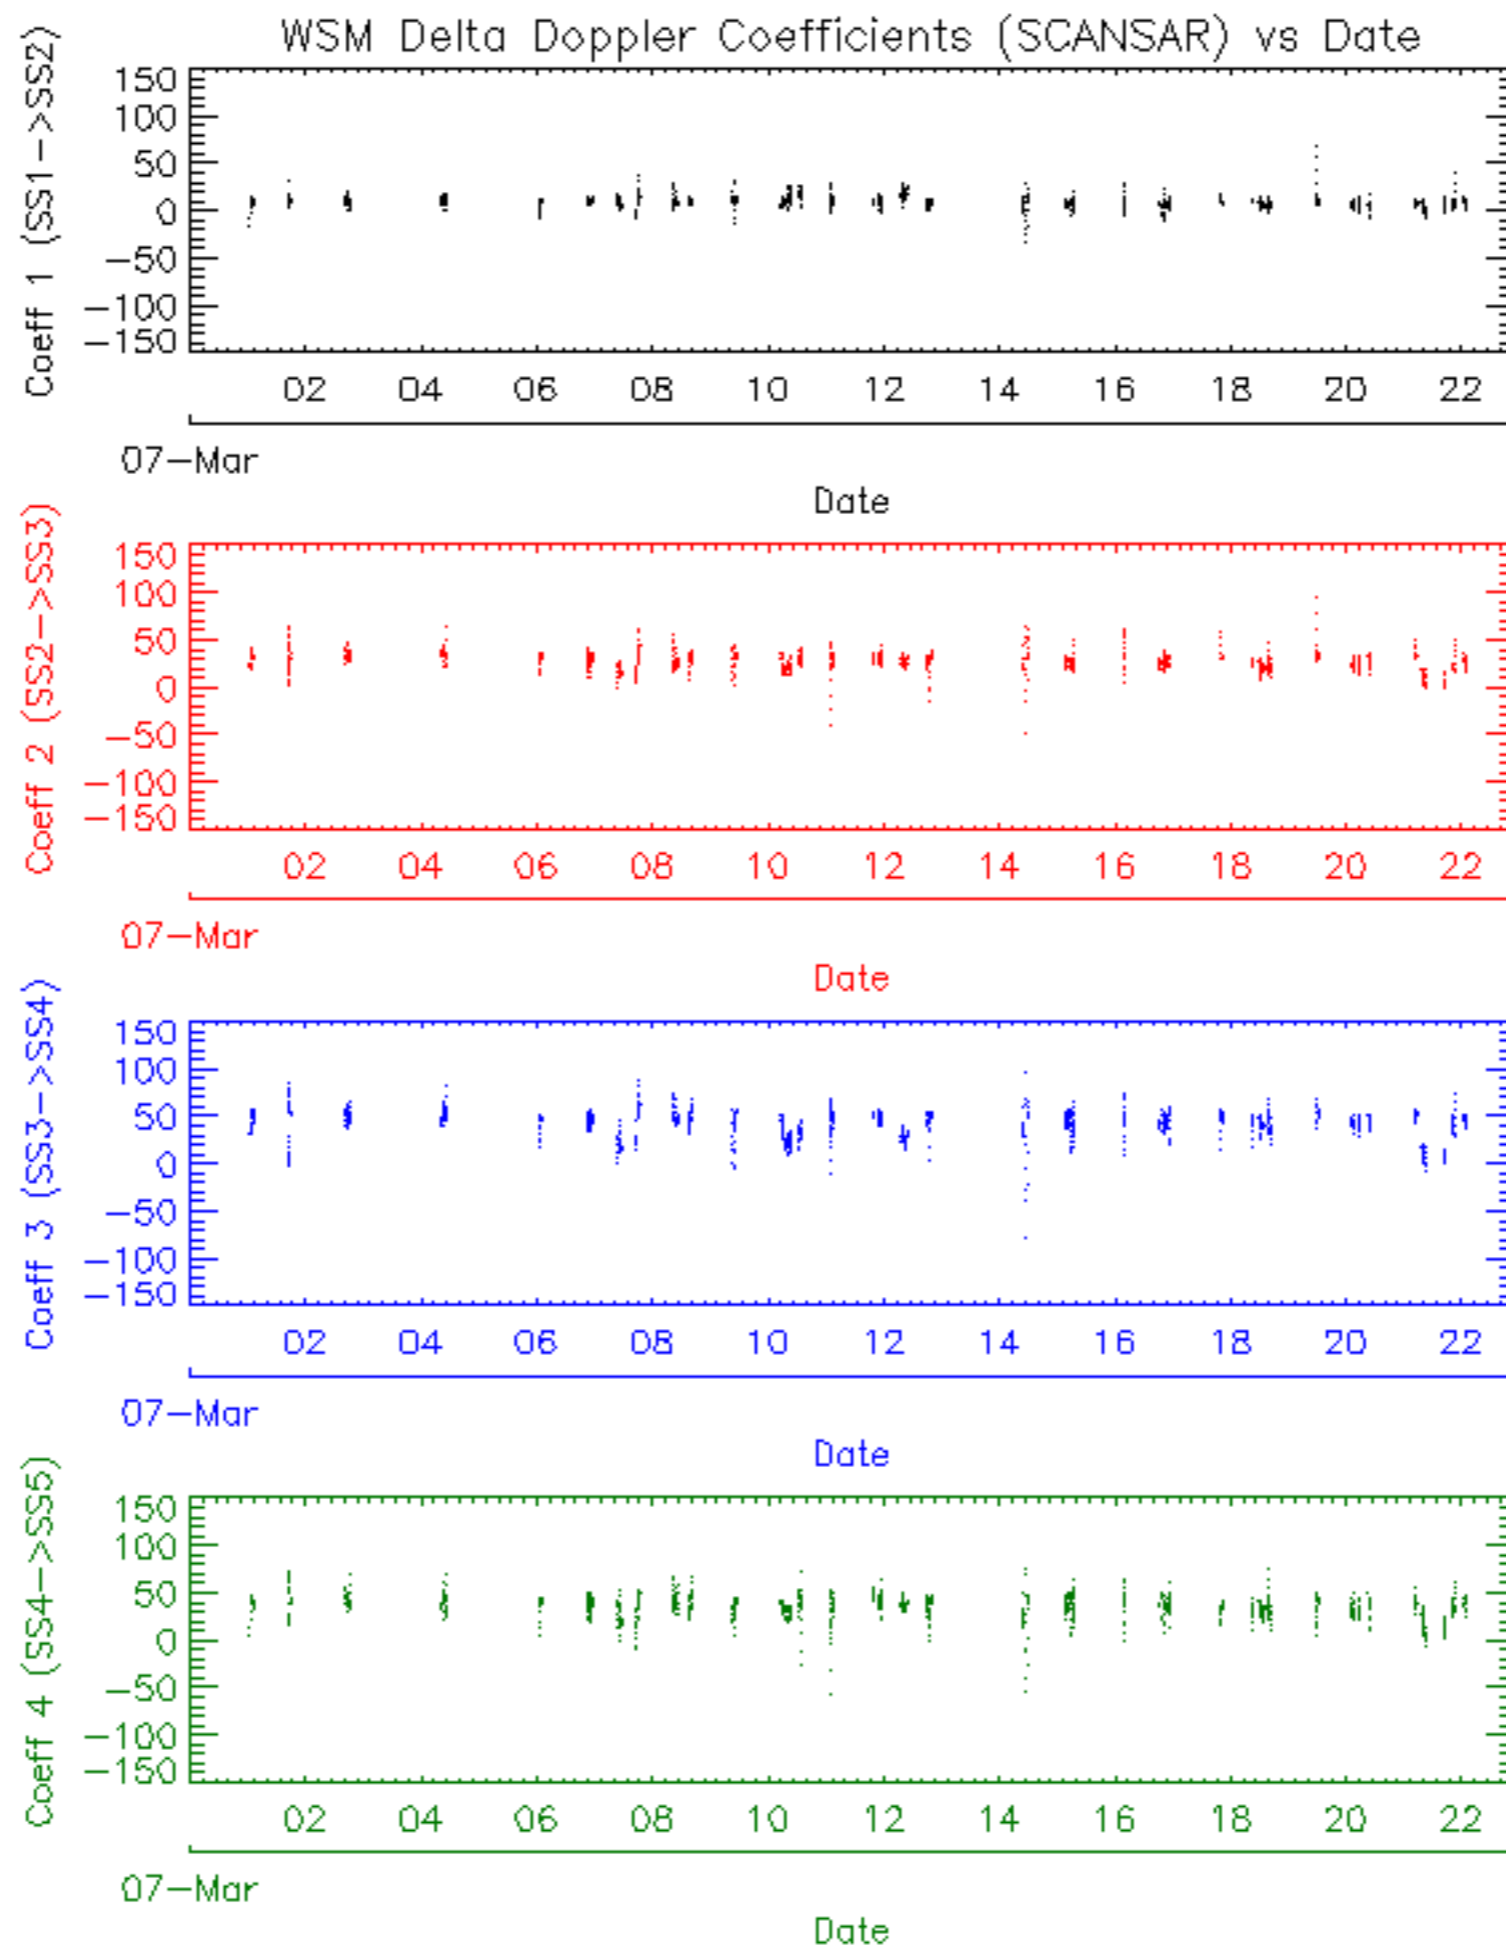 WSM Delta Doppler Coefficients (SCANSAR) vs Date
Coeff 1 (SS1->SS2)
150
100
50
0
-50
-100
-150
02 04 06 08 10 12 14 16 18 20 22
07-Mar
Date
Coeff 2 (SS2->SS3)
150
100
50
0
-50
-100
-150
02 04 06 08 10 12 14 16 18 20 22
07-Mar
Date
Coeff 3 (SS3->SS4)
150
100
50
0
-50
-100
-150
02 04 06 08 10 12 14 16 18 20 22
07-Mar
Date
Coeff 4 (SS4->SS5)
150
100
50
0
-50
-100
-150
02 04 06 08 10 12 14 16 18 20 22
07-Mar
Date